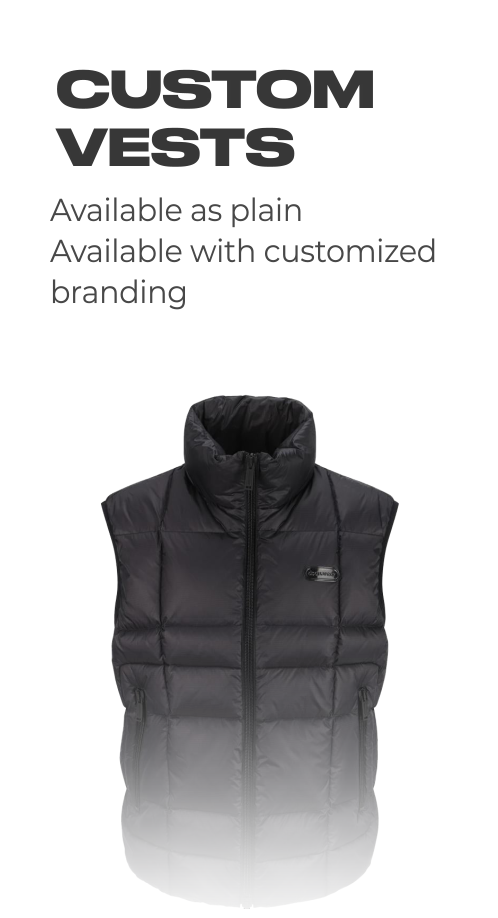 CUSTOM
VESTS
Available as plain
Available with customized
branding